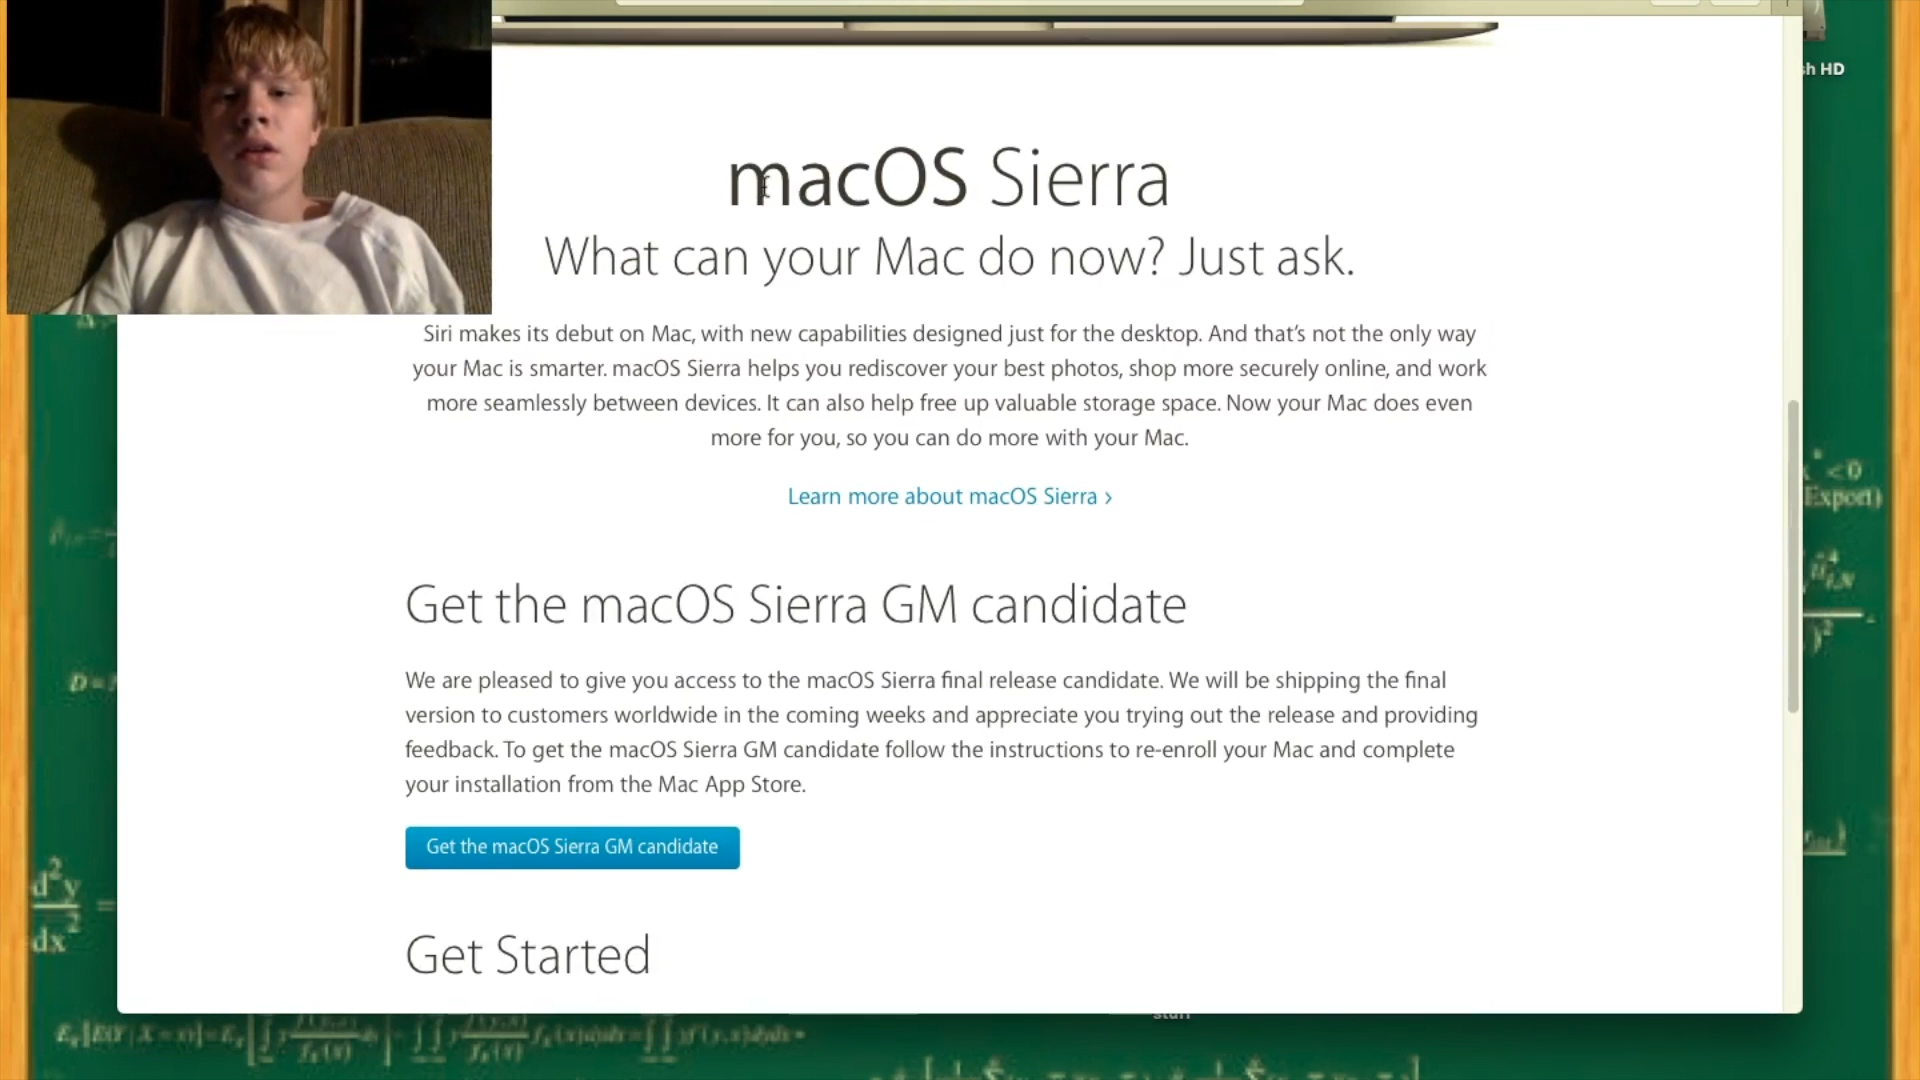 sh HD
macOS Sierra
What can your Mac do now? Just ask.
Siri makes its debut on Mac, with new capabilities designed just for the desktop. And that’s not the only way
your Mac is smarter. macOS Sierra helps you rediscover your best photos, shop more securely online, and work
more seamlessly between devices. It can also help free up valuable storage space. Now your Mac does even
more for you, so you can do more with your Mac.
Learn more about macOS Sierra ›
Get the macOS Sierra GM candidate
We are pleased to give you access to the macOS Sierra final release candidate. We will be shipping the final
version to customers worldwide in the coming weeks and appreciate you trying out the release and providing
feedback. To get the macOS Sierra GM candidate follow the instructions to re-enroll your Mac and complete
your installation from the Mac App Store.
Get the macOS Sierra GM candidate
Get Started
<0
Export)
d²y
dx²
=
stuff